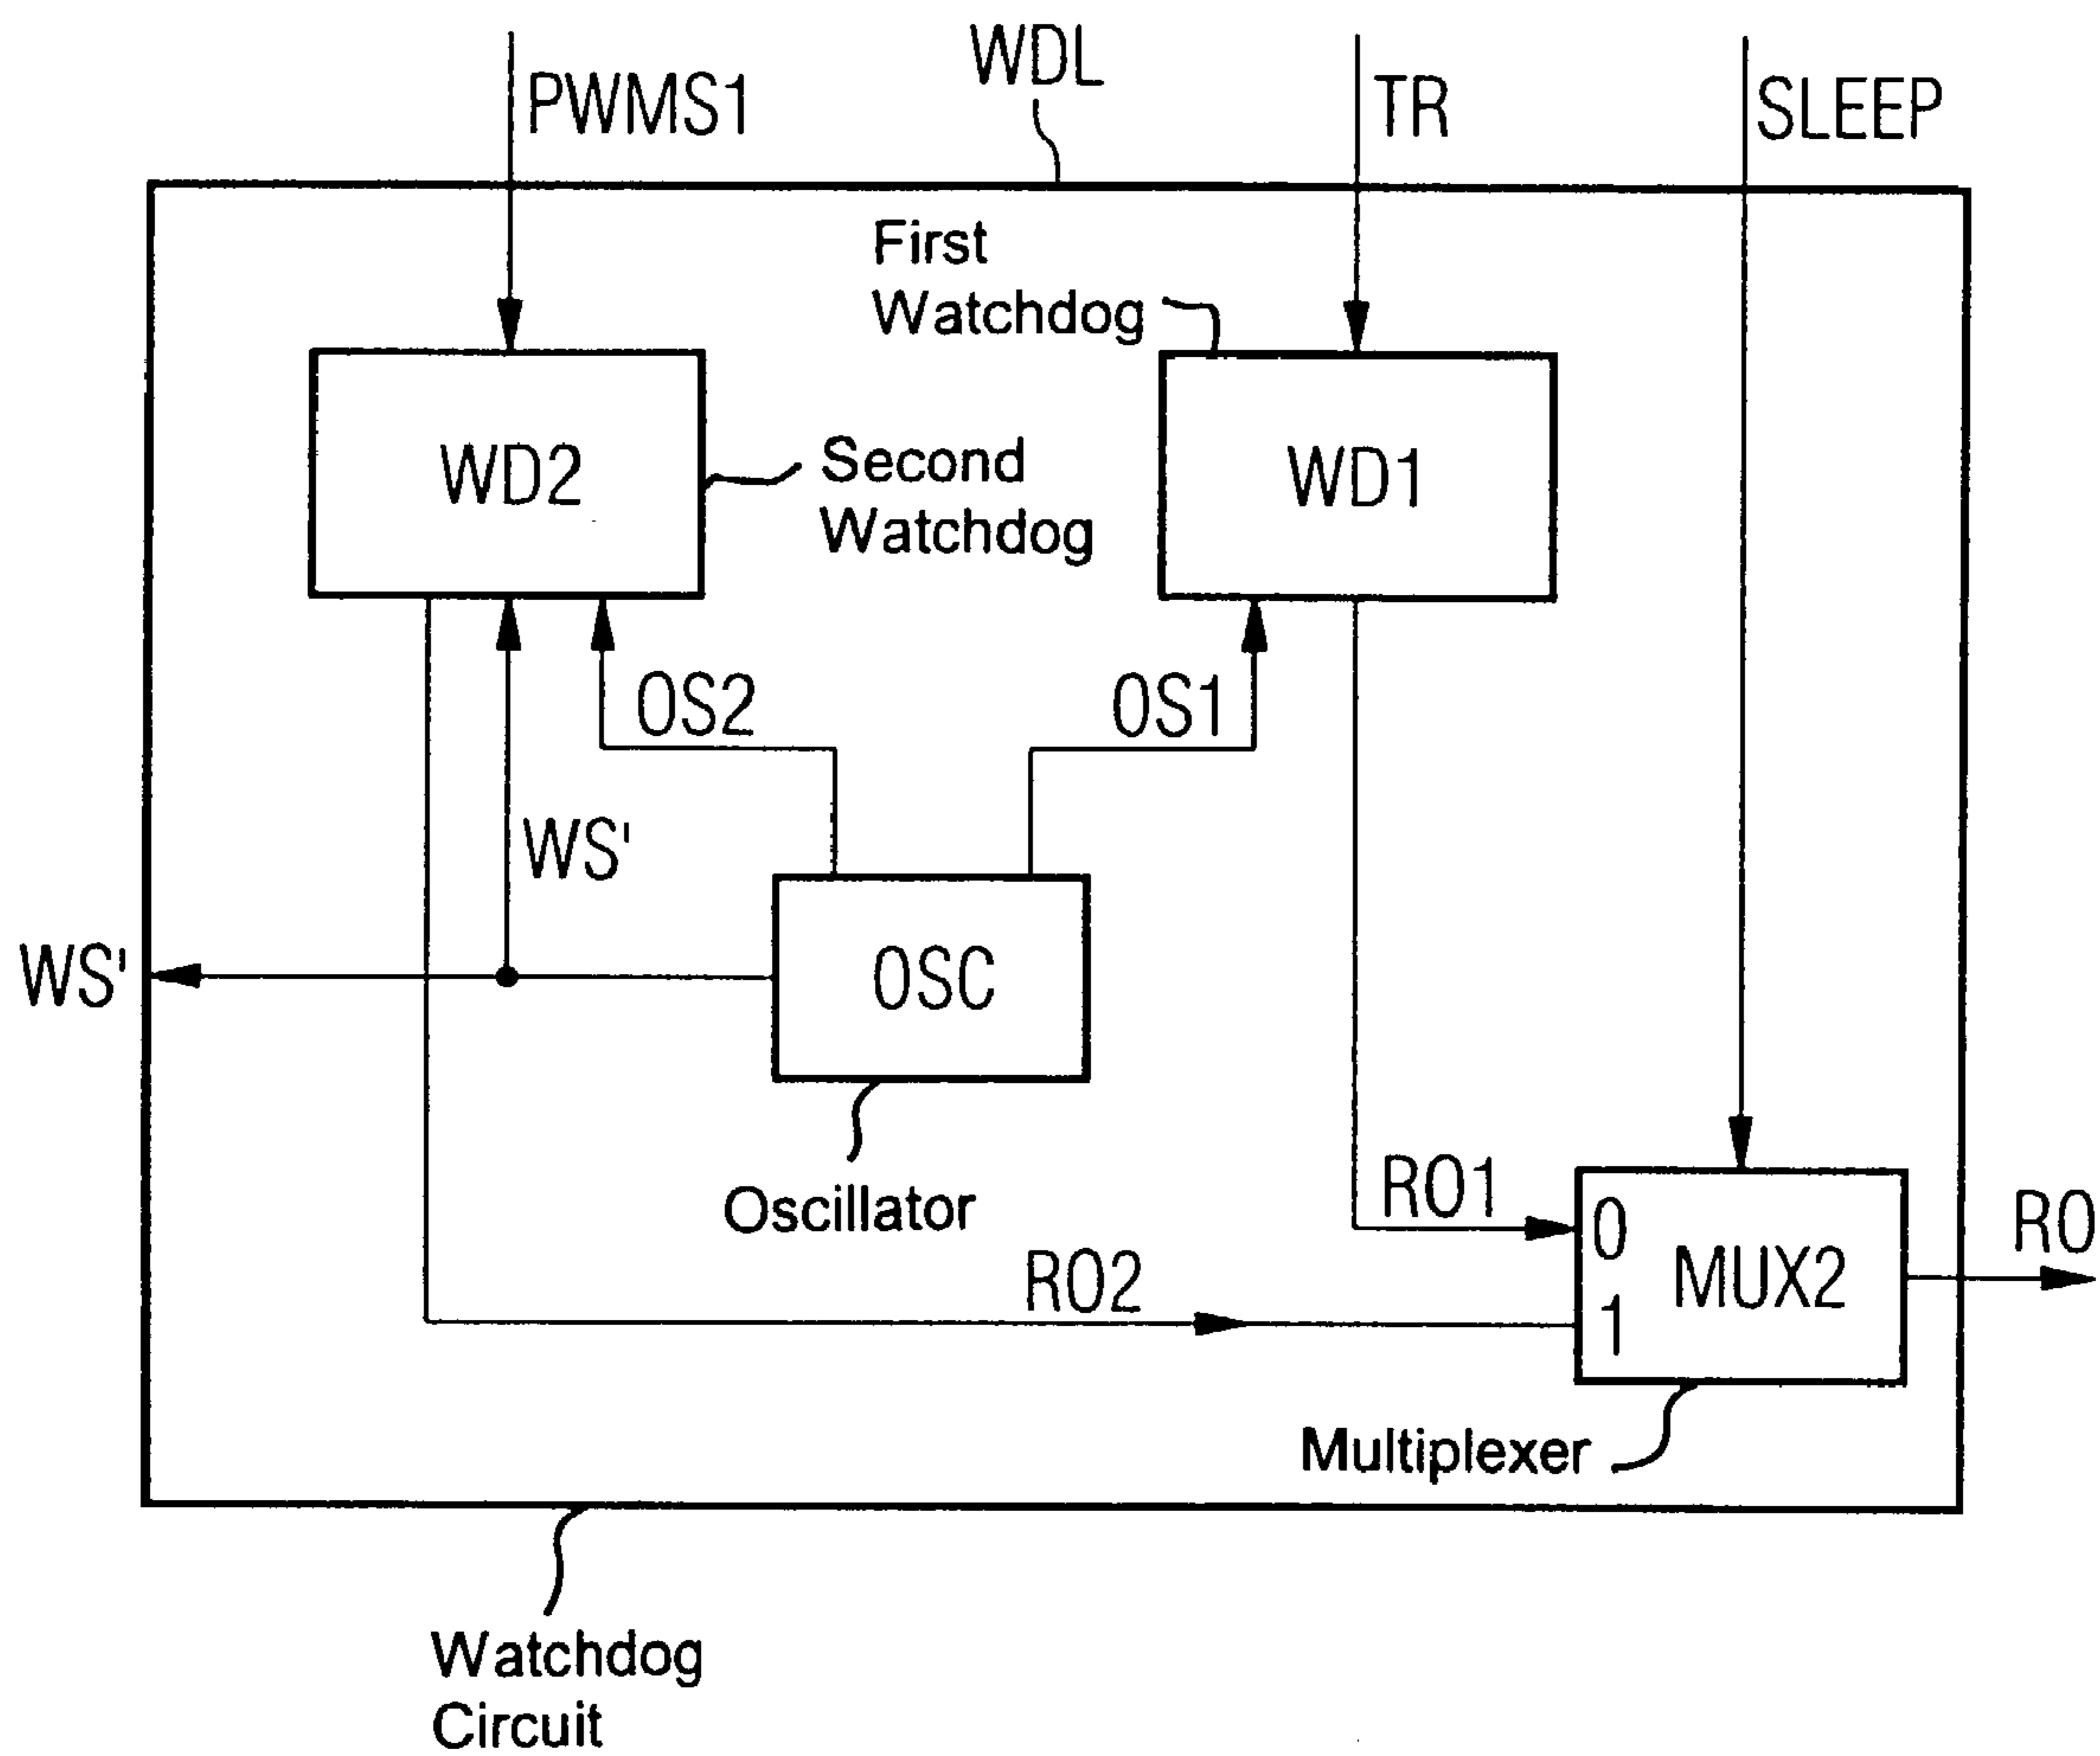 WDL
PWMS1
TR
SLEEP
First
Watchdog
WD2
Second
Watchdog
WD1
OS2
OS1
WS'
WS'
OSC
Oscillator
RO1
RO2
0
1
MUX2
RO
Multiplexer
Watchdog
Circuit